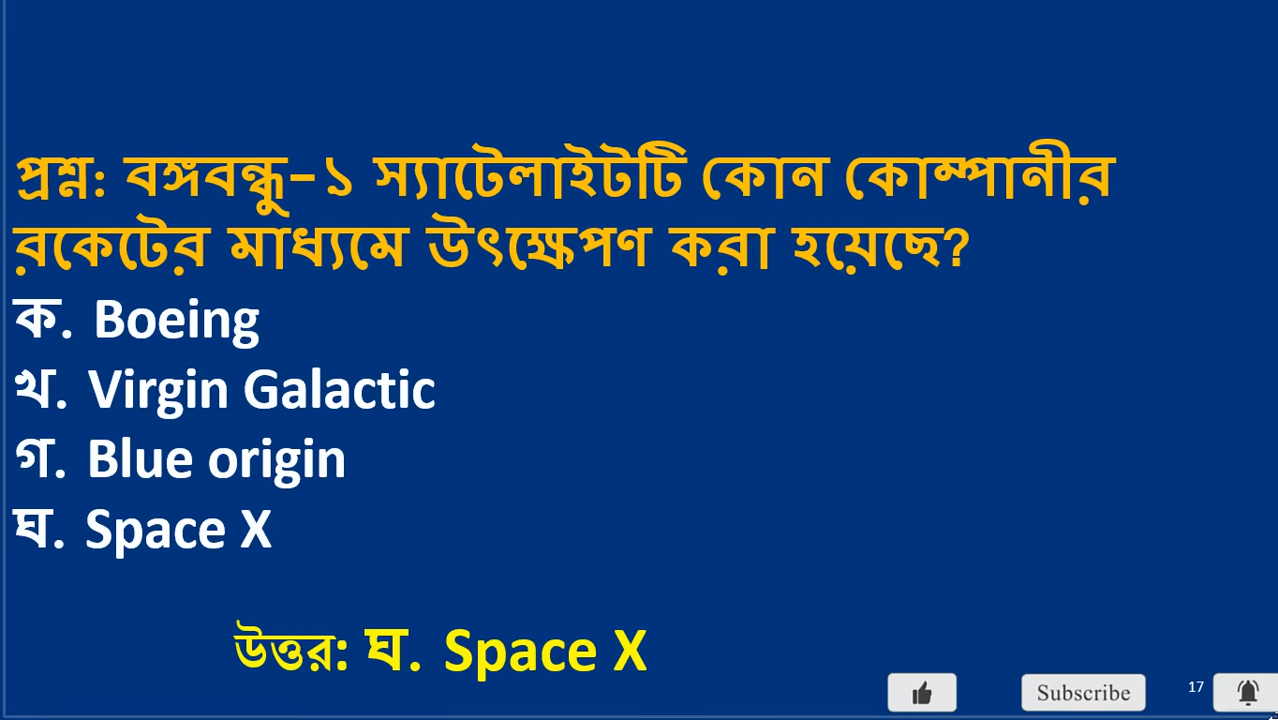 প্রশ্ন: বঙ্গবন্ধু–১ স্যাটেলাইটটি কোন কোম্পানীর
রকেটের মাধ্যমে উৎক্ষেপণ করা হয়েছে?
ক. Boeing
খ. Virgin Galactic
গ. Blue origin
ঘ. Space X
উত্তর: ঘ. Space X
Subscribe
17